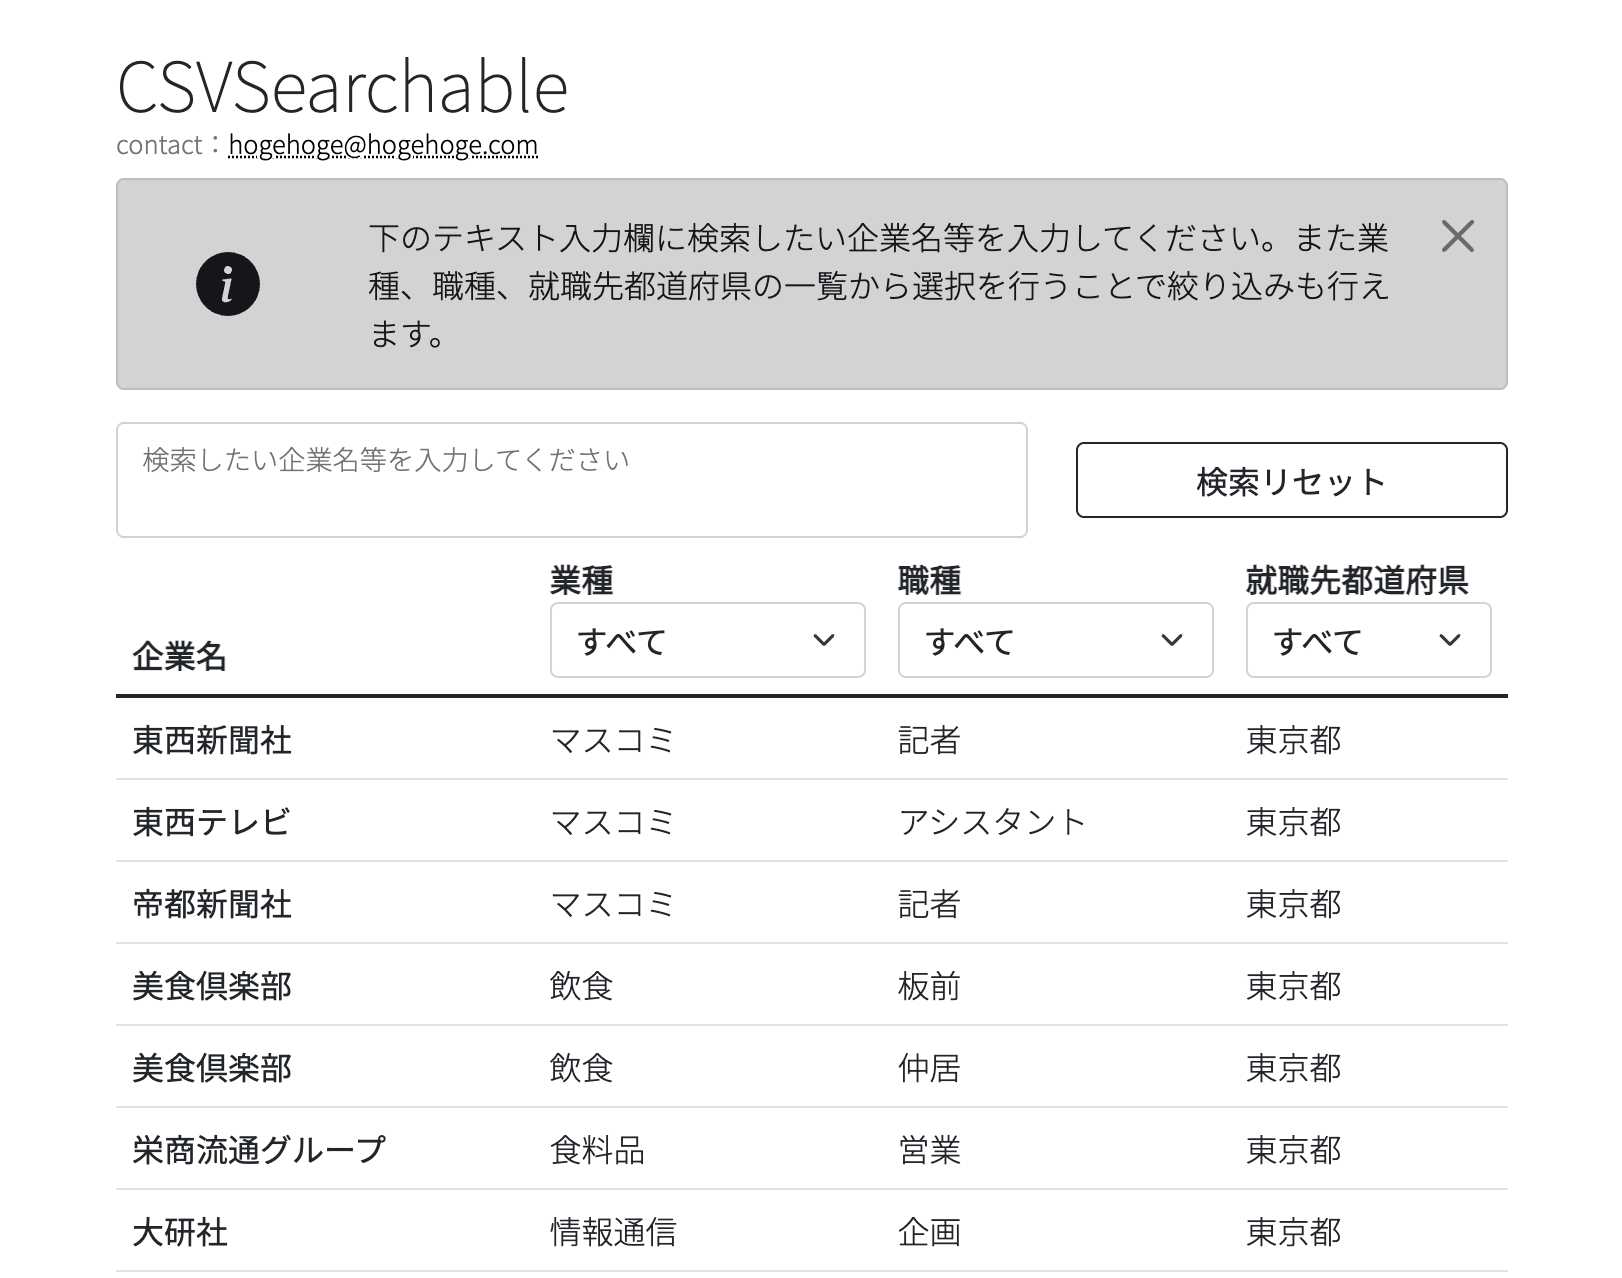 CSVSearchable
contact：hogehoge@hogehoge.com
下のテキスト入力欄に検索したい企業名等を入力してください。また業
種、職種、就職先都道府県の一覧から選択を行うことで絞り込みも行え
ます。
検索したい企業名等を入力してください
検索リセット
企業名 業種 職種 就職先都道府県
すべて すべて すべて
東西新聞社 マスコミ 記者 東京都
東西テレビ マスコミ アシスタント 東京都
帝都新聞社 マスコミ 記者 東京都
美食倶楽部 飲食 板前 東京都
美食倶楽部 飲食 仲居 東京都
栄商流通グループ 食料品 営業 東京都
大研社 情報通信 企画 東京都